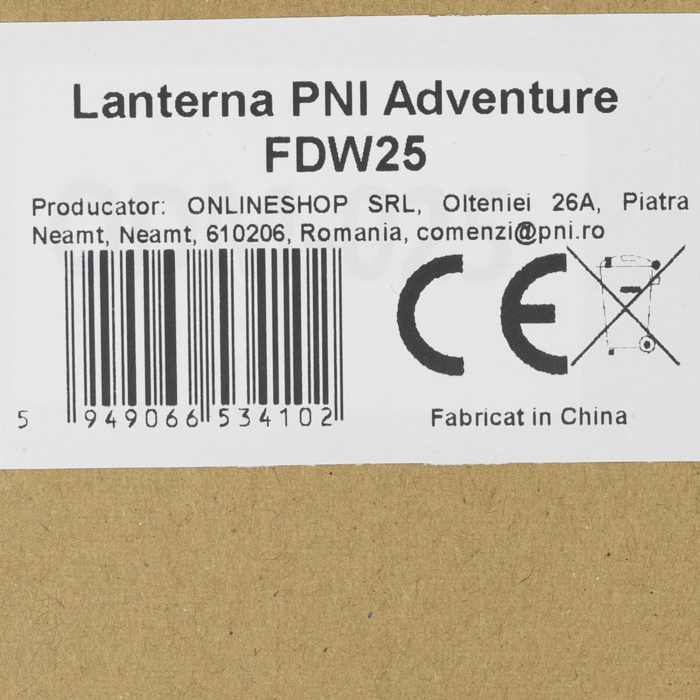 Lanterna PNI Adventure
FDW25
Producator: ONLINESHOP SRL, Olteniei 26A, Piatra
Neamt, Neamt, 610206, Romania, comenzi@pni.ro
CE
5 949066 534102
Fabricat in China